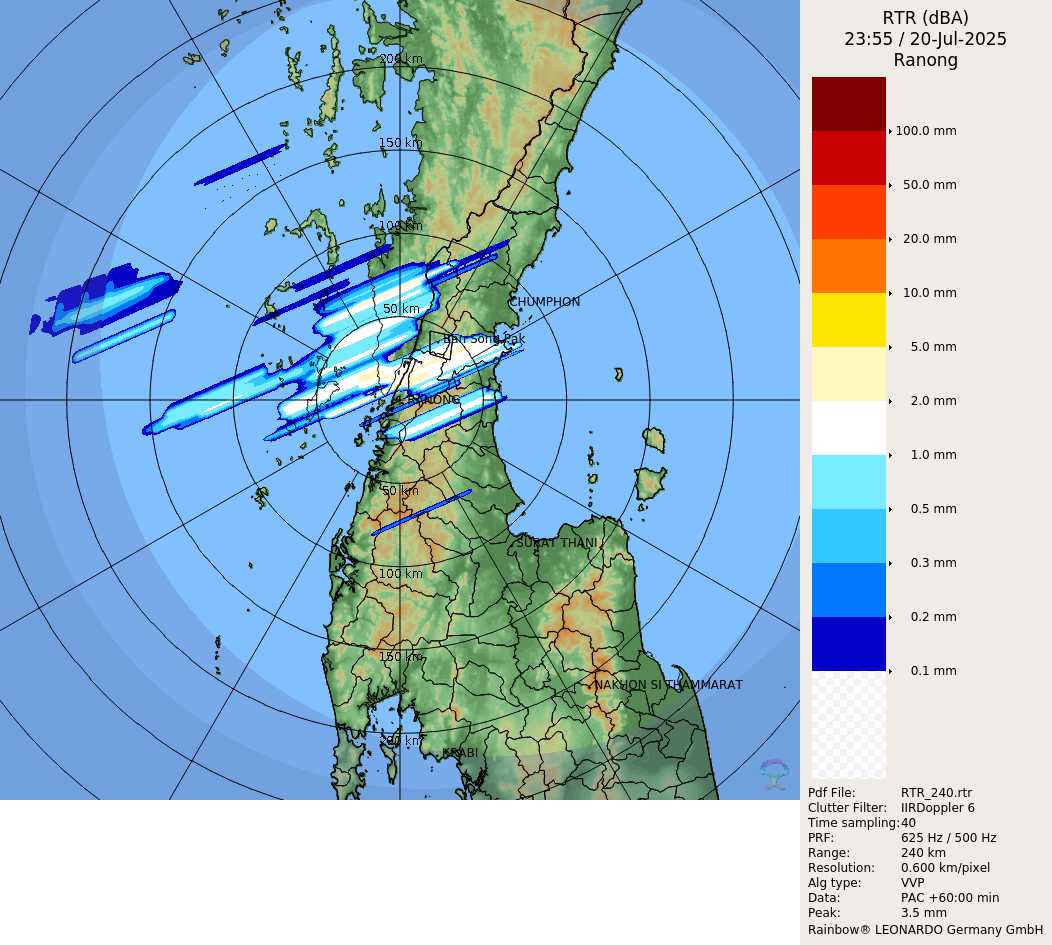 RTR (dBA)
23:55 / 20-Jul-2025
Ranong
200 km
150 km
100 km
50 km
CHUMPHON
Ban Song Pak
RANONG
50 km
SURAT THANI
100 km
150 km
NAKHON SI THAMMARAT
200 km
KRABI
100.0 mm
50.0 mm
20.0 mm
10.0 mm
5.0 mm
2.0 mm
1.0 mm
0.5 mm
0.3 mm
0.2 mm
0.1 mm
Pdf File: RTR_240.rtr
Clutter Filter: IIRDoppler 6
Time sampling:40
PRF: 625 Hz / 500 Hz
Range: 240 km
Resolution: 0.600 km/pixel
Alg type: VVP
Data: PAC +60:00 min
Peak: 3.5 mm
Rainbow® LEONARDO Germany GmbH